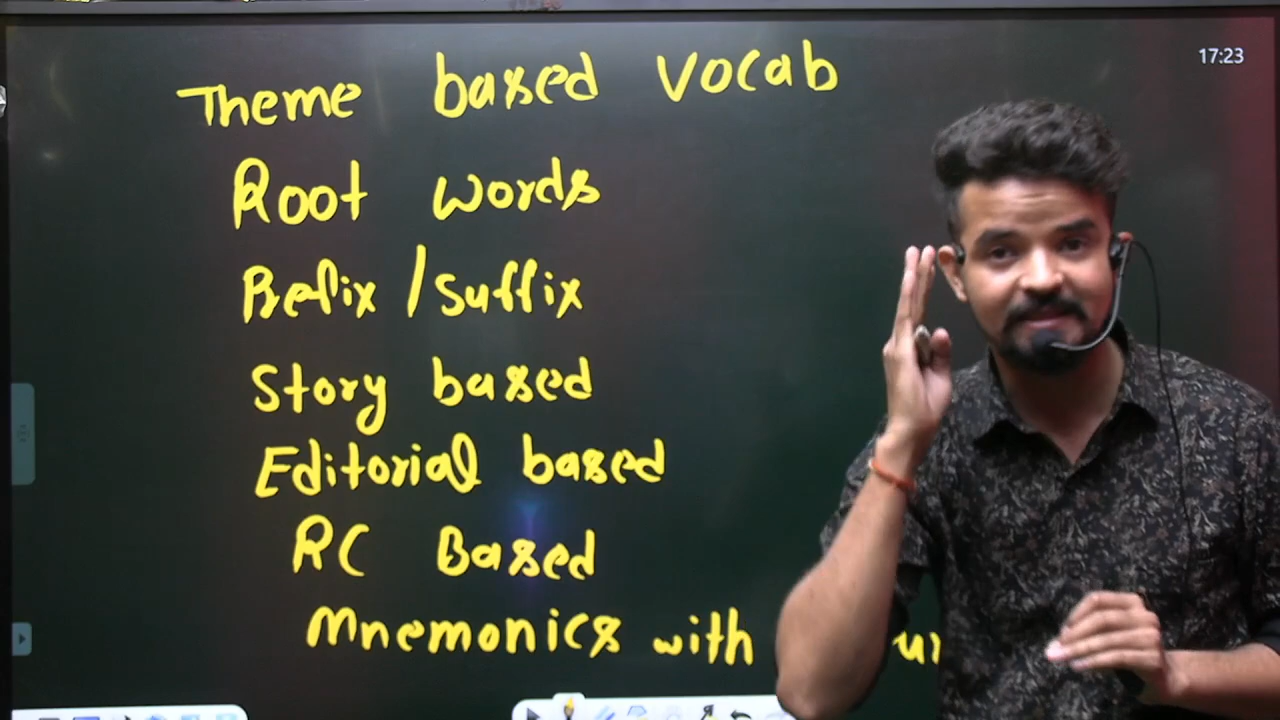 17:23
Theme based vocab
Root words
Prefix / Suffix
Story based
Editorial based
RC Based
Mnemonics with